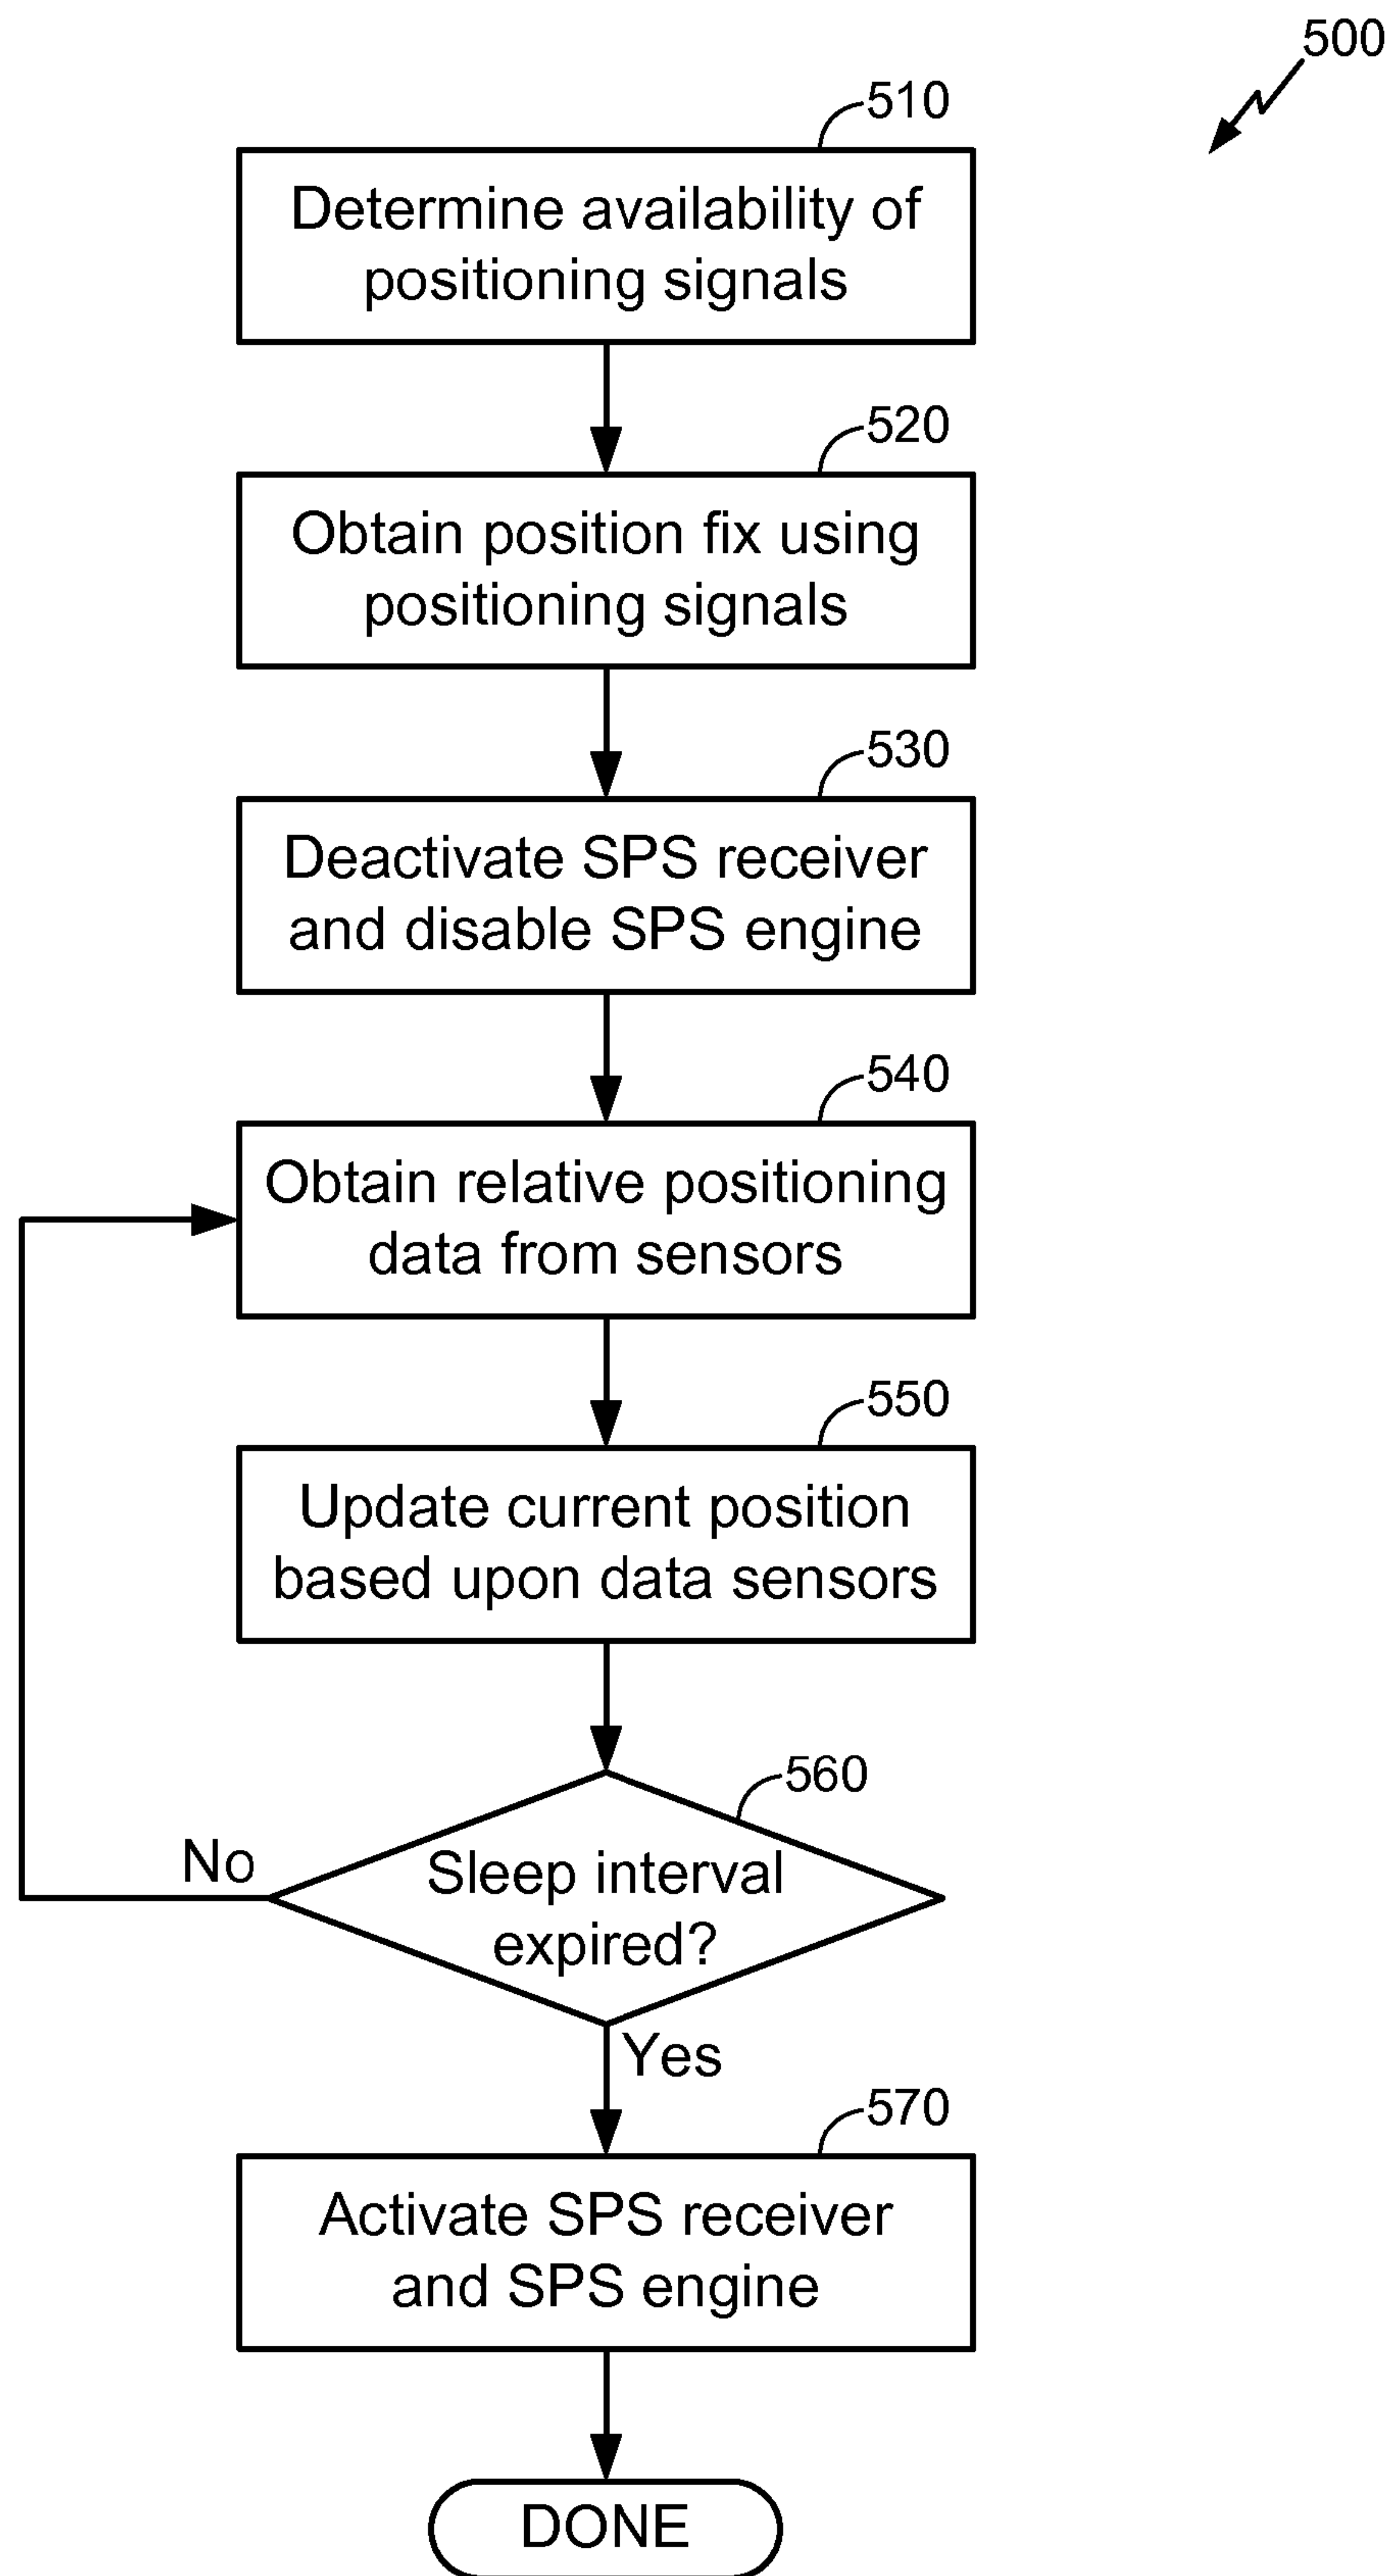 500
510
Determine availability of
positioning signals
520
Obtain position fix using
positioning signals
530
Deactivate SPS receiver
and disable SPS engine
540
Obtain relative positioning
data from sensors
550
Update current position
based upon data sensors
560
Sleep interval
expired?
No
Yes
570
Activate SPS receiver
and SPS engine
DONE